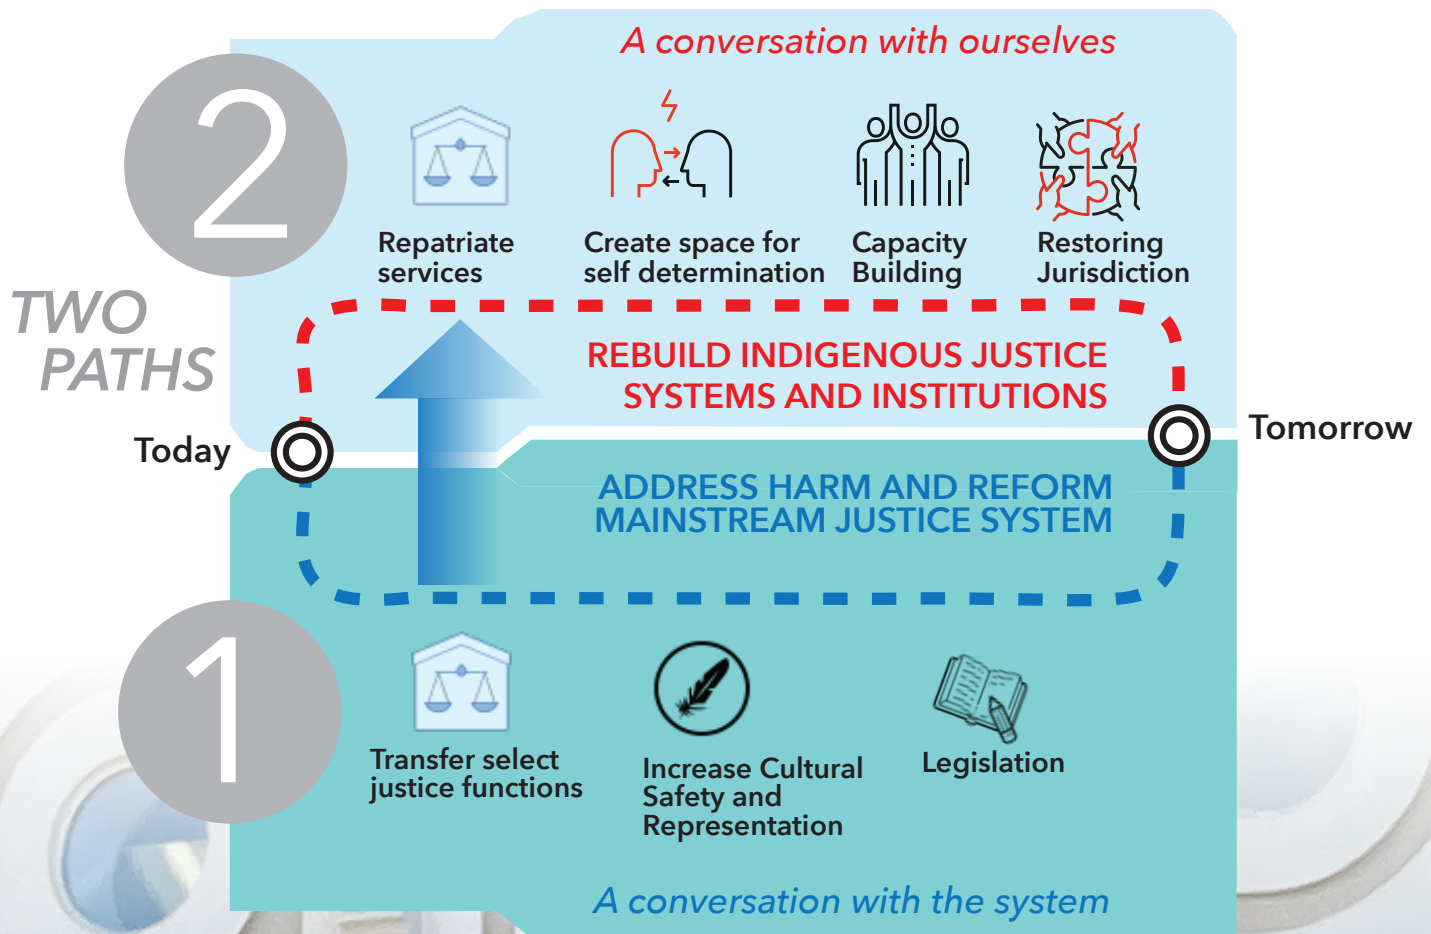 A conversation with ourselves
2
Repatriate
services
Create space for
self determination
Capacity
Building
Restoring
Jurisdiction
TWO
PATHS
REBUILD INDIGENOUS JUSTICE
SYSTEMS AND INSTITUTIONS
Today
Tomorrow
ADDRESS HARM AND REFORM
MAINSTREAM JUSTICE SYSTEM
1
Transfer select
justice functions
Increase Cultural
Safety and
Representation
Legislation
A conversation with the system